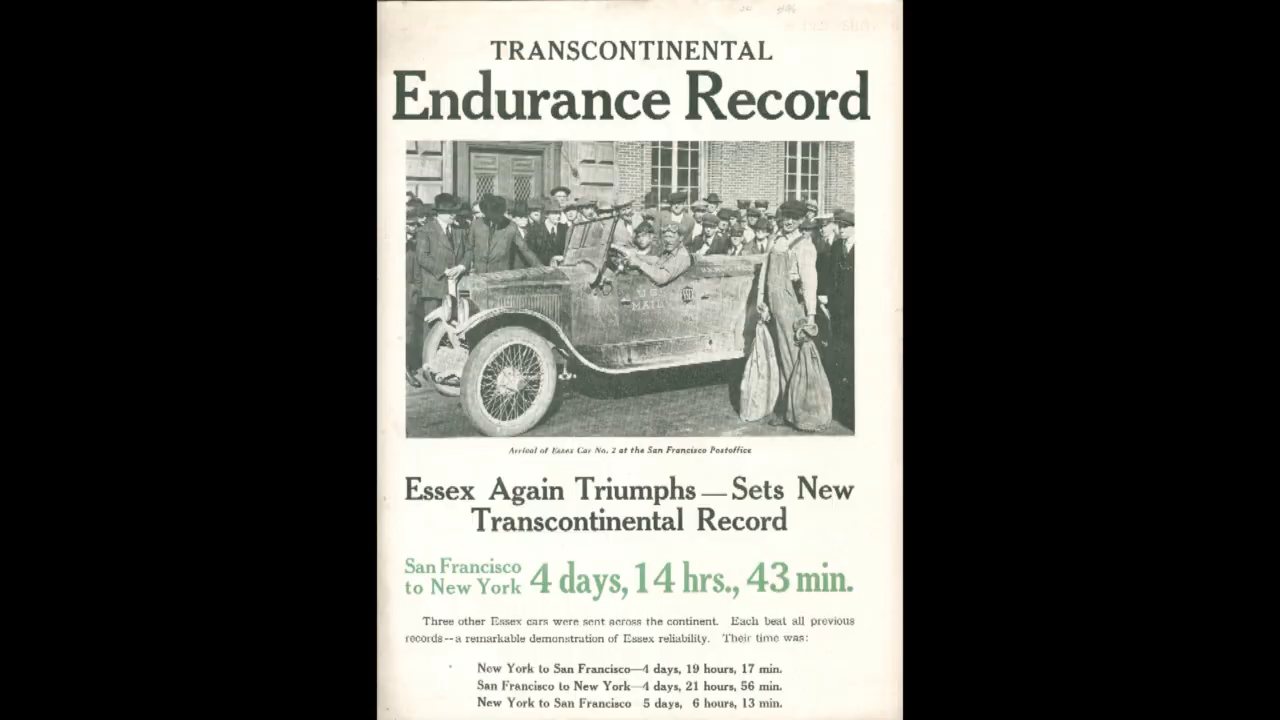 TRANSCONTINENTAL
Endurance Record
U S
MAIL
Arrival of Essex Car No. 2 at the San Francisco Postoffice
Essex Again Triumphs—Sets New
Transcontinental Record
San Francisco
to New York 4 days, 14 hrs., 43 min.
Three other Essex cars were sent across the continent. Each beat all previous
records--a remarkable demonstration of Essex reliability. Their time was:
New York to San Francisco—4 days, 19 hours, 17 min.
San Francisco to New York—4 days, 21 hours, 56 min.
New York to San Francisco 5 days, 6 hours, 13 min.